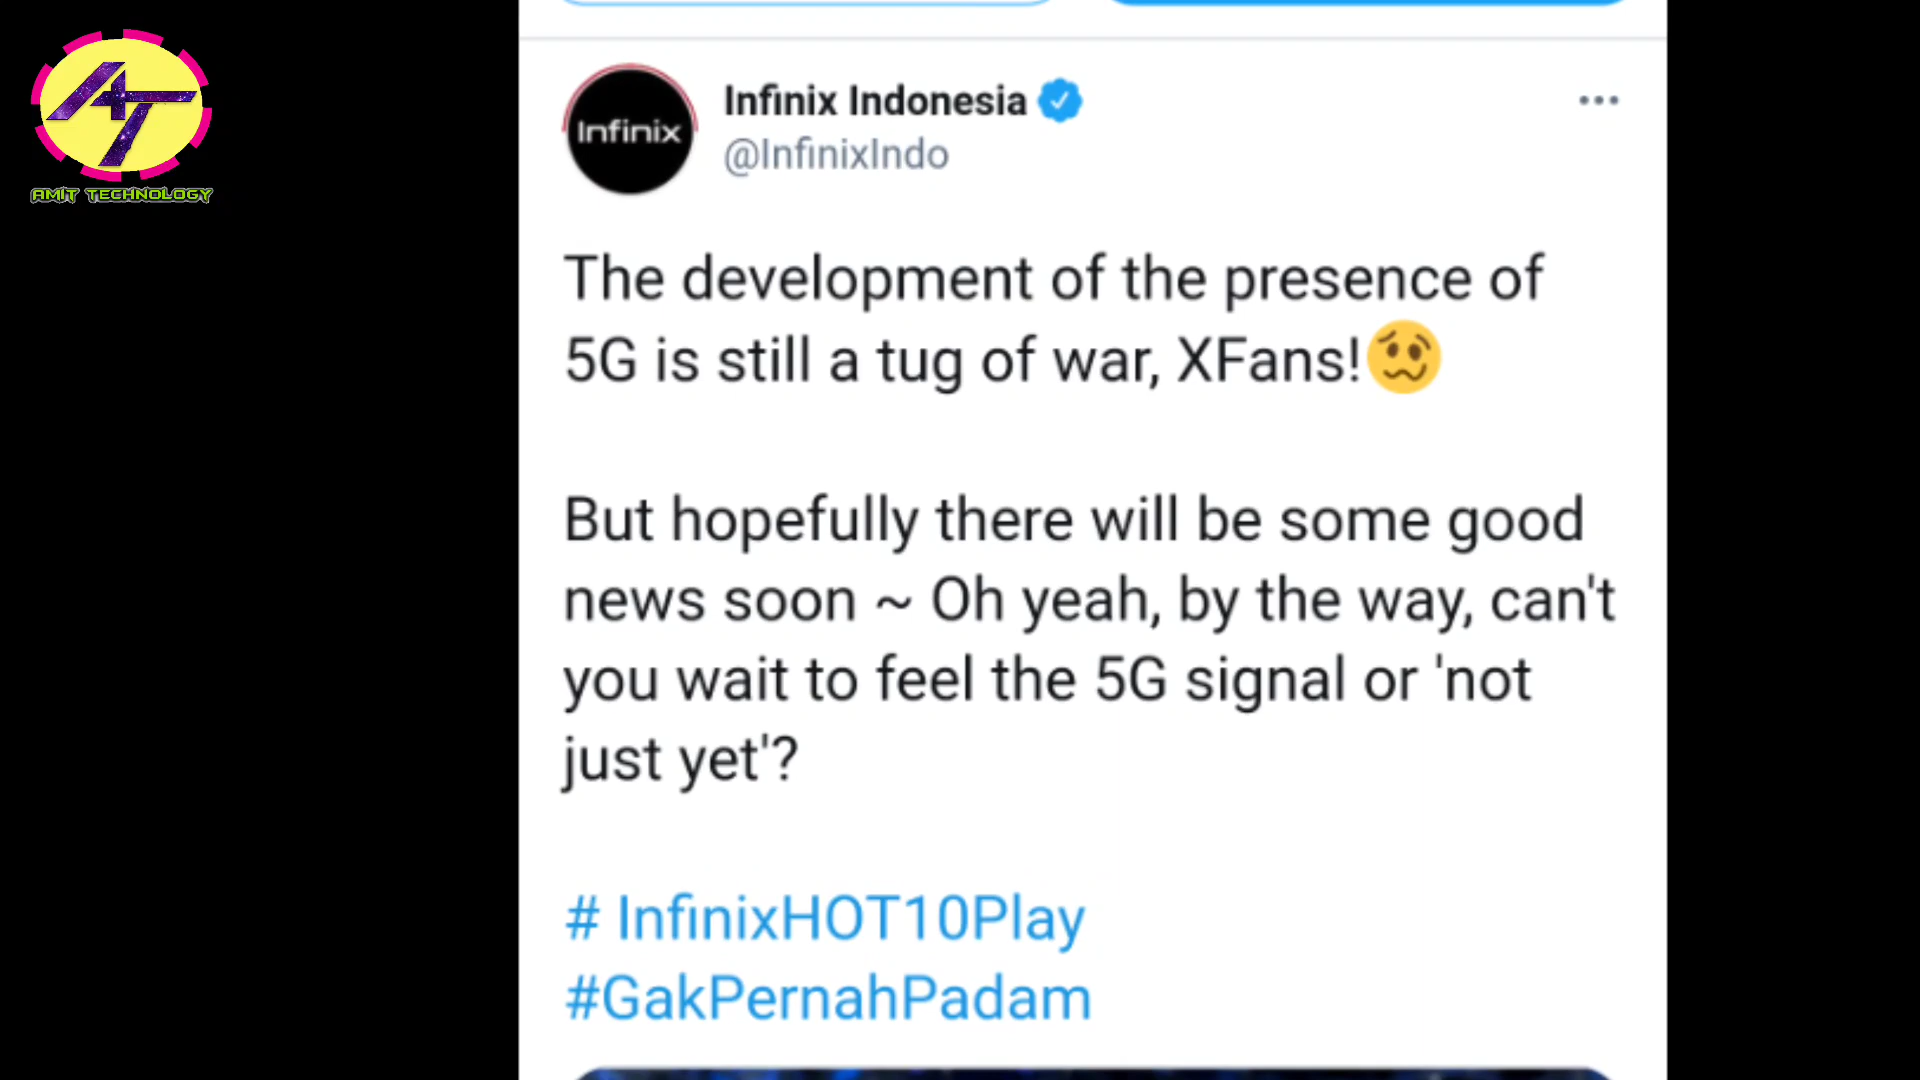 AT
AMIT TECHNOLOGY
Infinix
Infinix Indonesia
@InfinixIndo
The development of the presence of
5G is still a tug of war, XFans!🥴
But hopefully there will be some good
news soon ~ Oh yeah, by the way, can't
you wait to feel the 5G signal or 'not
just yet'?
# InfinixHOT10Play
#GakPernahPadam